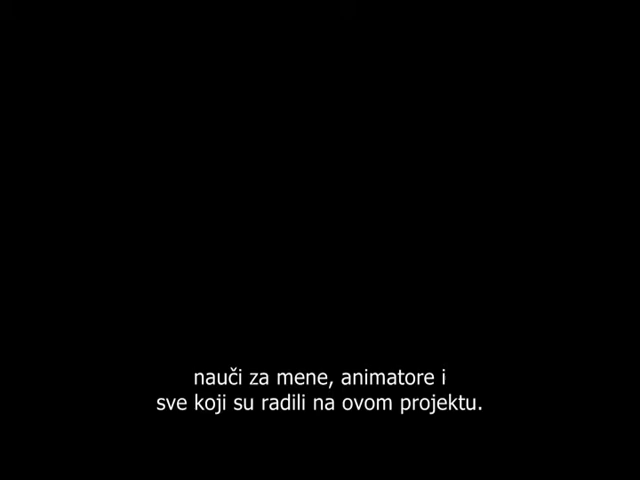 nauči za mene, animatore i
sve koji su radili na ovom projektu.